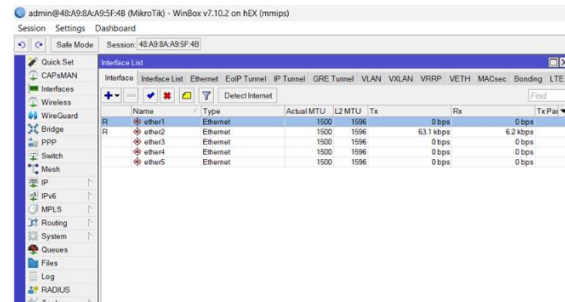 admin@48:A9:8A:A9:5F:4B (MikroTik) - WinBox v7.10.2 on hEX (mmips)
Session Settings Dashboard
Safe Mode Session: 48:A9:8A:A9:5F:4B
Quick Set
CAPsMAN
Interfaces
Wireless
WireGuard
Bridge
PPP
Switch
Mesh
IP
IPv6
MPLS
Routing
System
Queues
Files
Log
RADIUS
Interface List
Interface Interface List Ethernet EoIP Tunnel IP Tunnel GRE Tunnel VLAN VXLAN VRRP VETH MACsec Bonding LTE
Detect Internet Find
Name Type Actual MTU L2 MTU Tx Rx Tx Pa
R ether1 Ethernet 1500 1596 0 bps 0 bps
R ether2 Ethernet 1500 1596 63.1 kbps 6.2 kbps
ether3 Ethernet 1500 1596 0 bps 0 bps
ether4 Ethernet 1500 1596 0 bps 0 bps
ether5 Ethernet 1500 1596 0 bps 0 bps